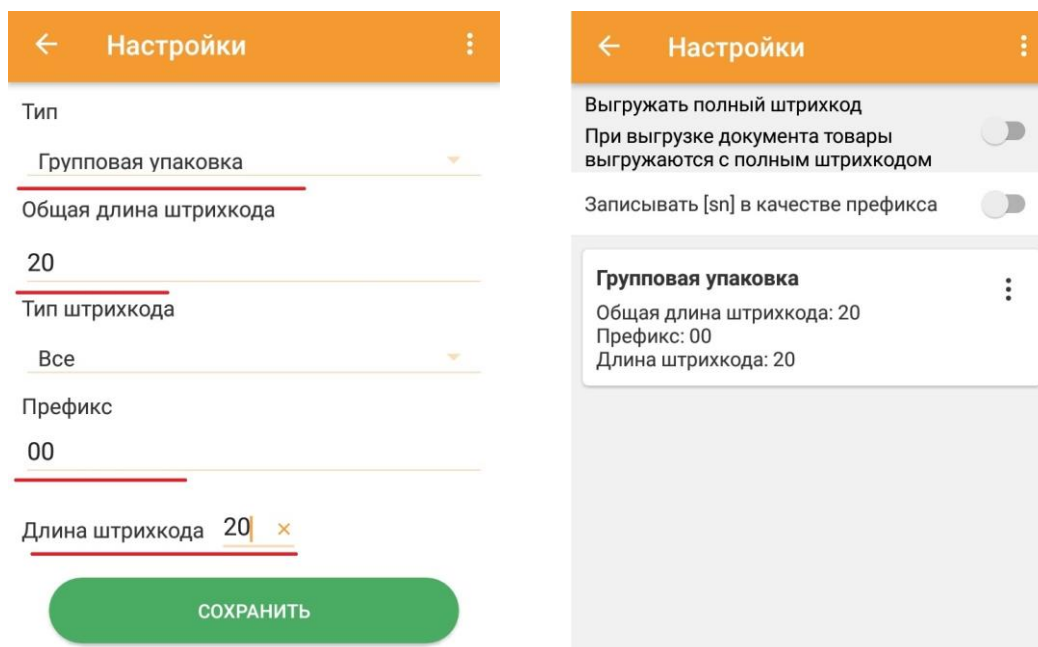 Настройки
Тип
Групповая упаковка
Общая длина штрихкода
20
Тип штрихкода
Все
Префикс
00
Длина штрихкода 20
СОХРАНИТЬ
Настройки
Выгружать полный штрихкод
При выгрузке документа товары
выгружаются с полным штрихкодом
Записывать [sn] в качестве префикса
Групповая упаковка
Общая длина штрихкода: 20
Префикс: 00
Длина штрихкода: 20